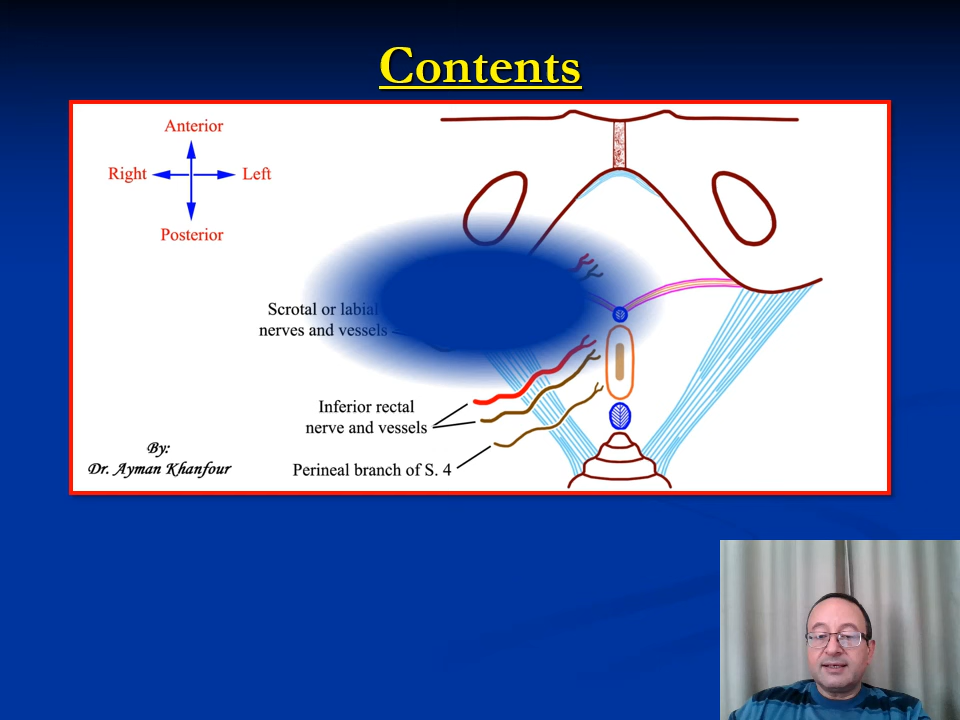 Contents
Anterior
Right
Left
Posterior
Scrotal or labial
nerves and vessels
Inferior rectal
nerve and vessels
Perineal branch of S. 4
By:
Dr. Ayman Khanfour